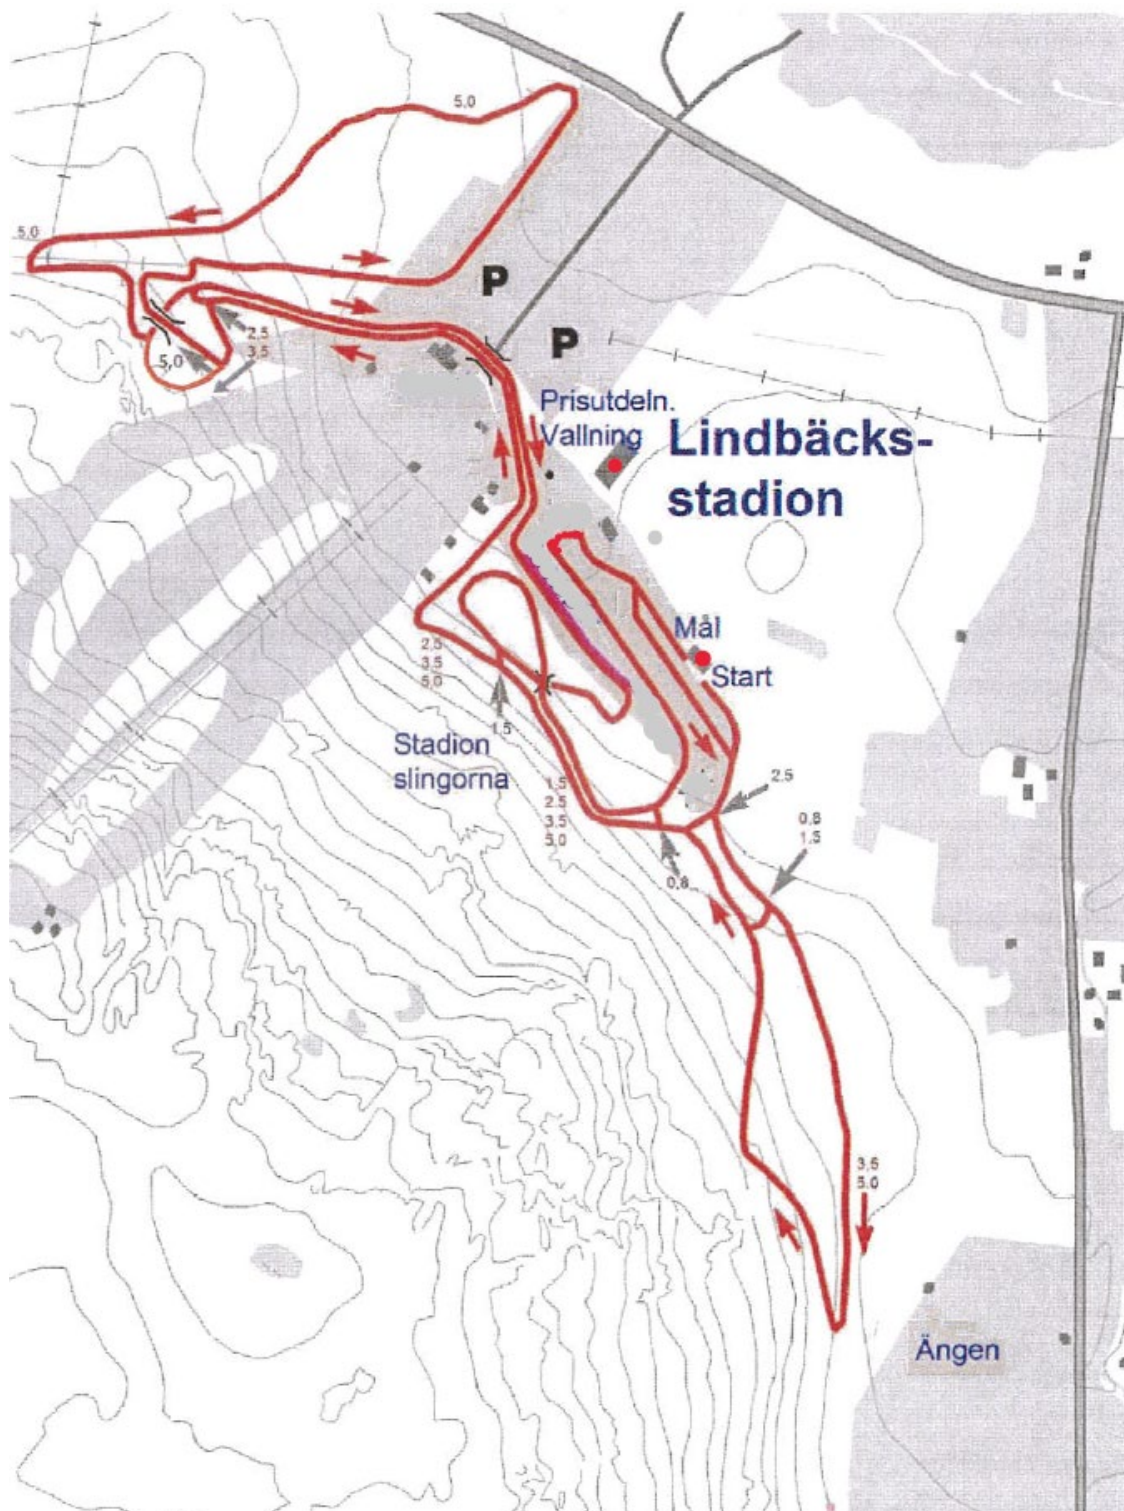 5,0
5,0
P
2,5
3,5
5,0
P
Prisutdeln.
Vallning
Lindbäcks-
stadion
Mål
Start
2,5
3,5
5,0
1,5
Stadion
slingorna
1,5
2,5
3,5
5,0
2,5
0,8
1,5
0,8
3,5
5,0
Ängen